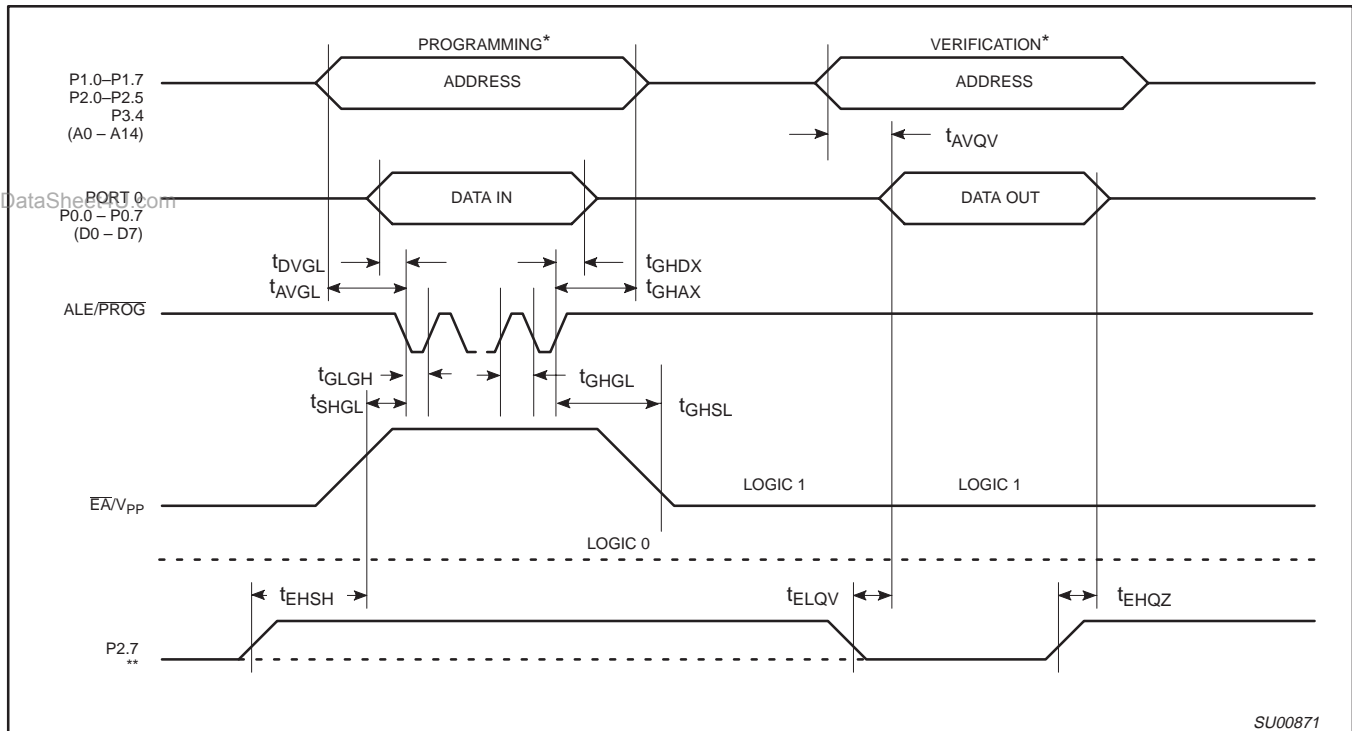 PROGRAMMING*
VERIFICATION*
P1.0–P1.7
P2.0–P2.5
P3.4
(A0 – A14)
ADDRESS
ADDRESS
tAVQV
DataSheet4U.com
PORT 0
P0.0 – P0.7
(D0 – D7)
DATA IN
DATA OUT
tDVGL
tGHDX
tAVGL
tGHAX
ALE/PROG
tGLGH
tGHGL
tSHGL
tGHSL
EA/VPP
LOGIC 1
LOGIC 1
LOGIC 0
tEHSH
tELQV
tEHQZ
P2.7
**
SU00871